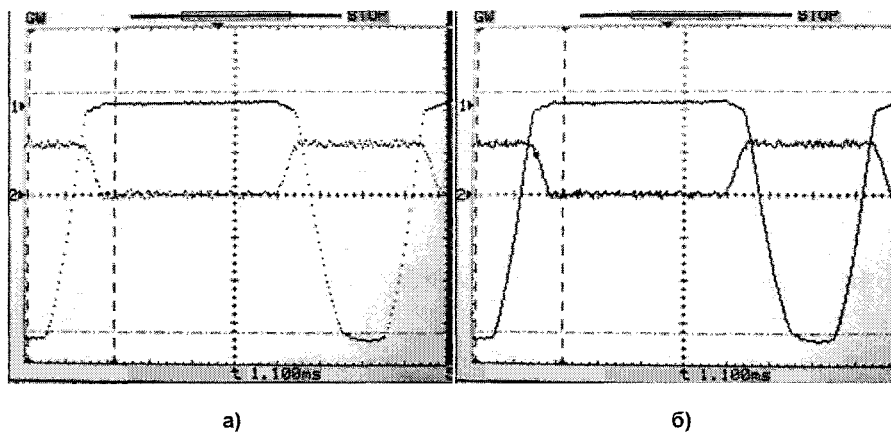 GW STOP GW STOP
1 1
2 2
t 1.100ms t 1.100ms
а) б)